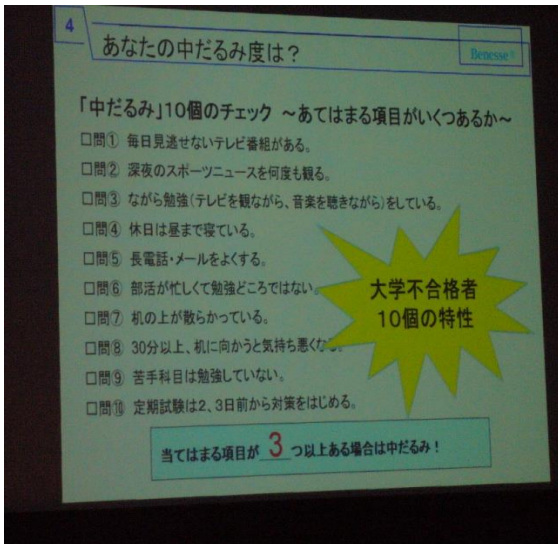 4
あなたの中だるみ度は？
Benesse®
「中だるみ」10個のチェック ～あてはまる項目がいくつあるか～
□問① 毎日見逃せないテレビ番組がある。
□問② 深夜のスポーツニュースを何度も観る。
□問③ ながら勉強(テレビを観ながら、音楽を聴きながら)をしている。
□問④ 休日は昼まで寝ている。
□問⑤ 長電話・メールをよくする。
□問⑥ 部活が忙しくて勉強どころではない。
□問⑦ 机の上が散らかっている。
□問⑧ 30分以上、机に向かうと気持ち悪くなる。
□問⑨ 苦手科目は勉強していない。
□問⑩ 定期試験は2、3日前から対策をはじめる。
大学不合格者
10個の特性
当てはまる項目が 3 つ以上ある場合は中だるみ！